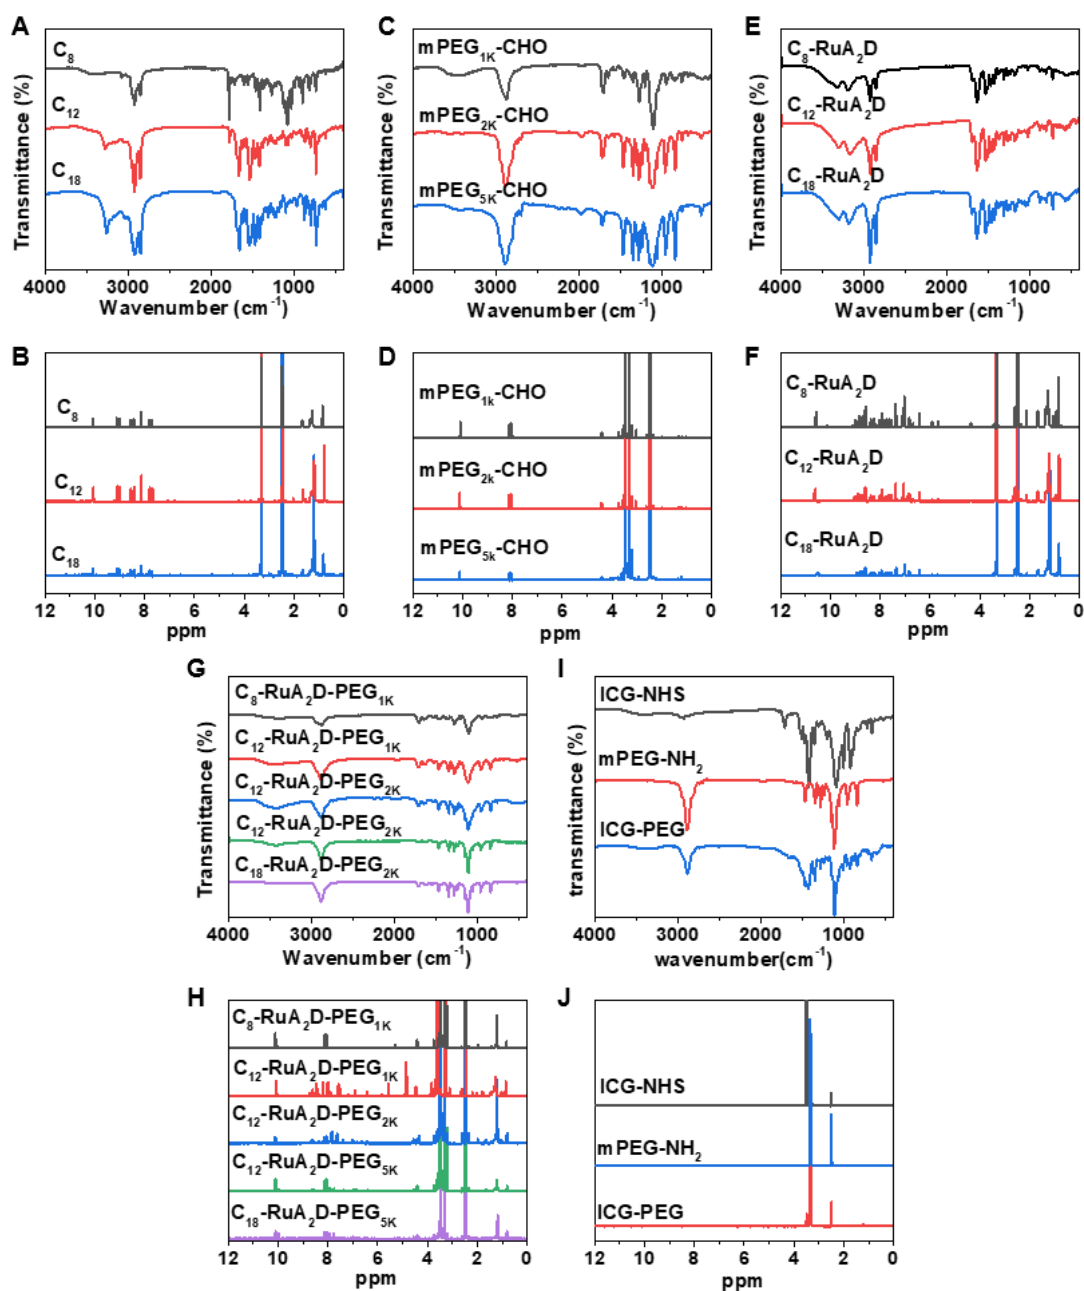 A
C₈
C₁₂
C₁₈
Transmittance (%)
4000 3000 2000 1000
Wavenumber (cm⁻¹)
C
mPEG₁ₖ-CHO
mPEG₂ₖ-CHO
mPEG₅ₖ-CHO
Transmittance (%)
4000 3000 2000 1000
Wavenumber (cm⁻¹)
E
C₈-RuA₂D
C₁₂-RuA₂D
C₁₈-RuA₂D
Transmittance (%)
4000 3000 2000 1000
Wavenumber (cm⁻¹)
B
C₈
C₁₂
C₁₈
12 10 8 6 4 2 0
ppm
D
mPEG₁ₖ-CHO
mPEG₂ₖ-CHO
mPEG₅ₖ-CHO
12 10 8 6 4 2 0
ppm
F
C₈-RuA₂D
C₁₂-RuA₂D
C₁₈-RuA₂D
12 10 8 6 4 2 0
ppm
G
C₈-RuA₂D-PEG₁ₖ
C₁₂-RuA₂D-PEG₁ₖ
C₁₂-RuA₂D-PEG₂ₖ
C₁₂-RuA₂D-PEG₂ₖ
C₁₈-RuA₂D-PEG₂ₖ
Transmittance (%)
4000 3000 2000 1000
Wavenumber (cm⁻¹)
I
ICG-NHS
mPEG-NH₂
ICG-PEG
transmittance (%)
4000 3000 2000 1000
wavenumber(cm⁻¹)
H
C₈-RuA₂D-PEG₁ₖ
C₁₂-RuA₂D-PEG₁ₖ
C₁₂-RuA₂D-PEG₂ₖ
C₁₂-RuA₂D-PEG₅ₖ
C₁₈-RuA₂D-PEG₅ₖ
12 10 8 6 4 2 0
ppm
J
ICG-NHS
mPEG-NH₂
ICG-PEG
12 10 8 6 4 2 0
ppm